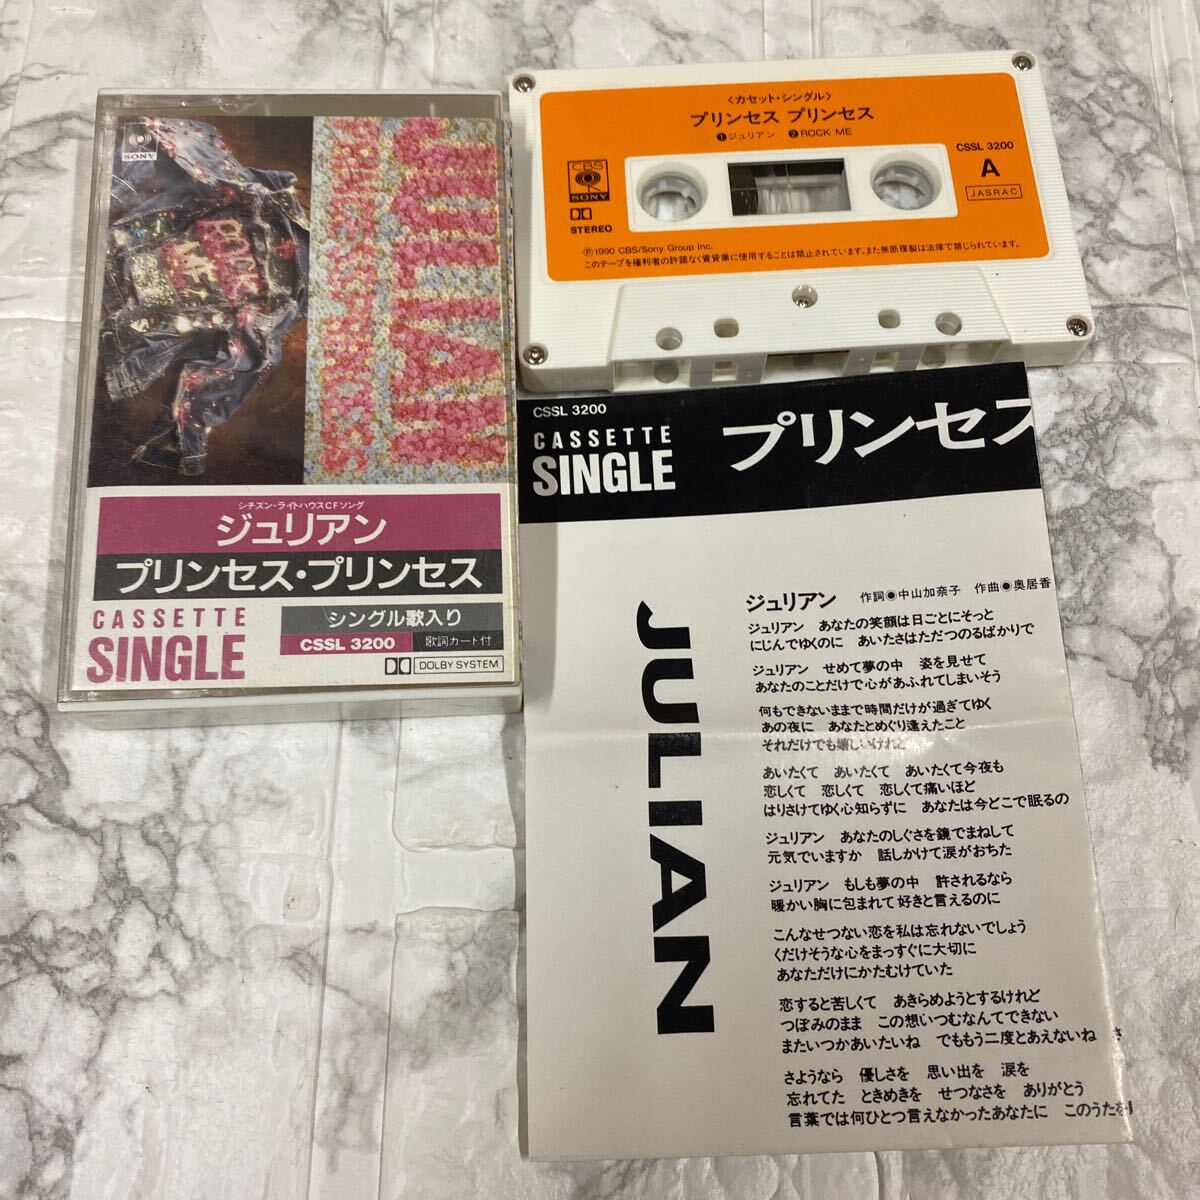 SONY
ROCK
ME
JULIAN
PRINCESS PRINCESS
シチズン・ライトハウスCFソング
ジュリアン
プリンセス・プリンセス
CASSETTE
SINGLE
シングル歌入り
CSSL 3200
歌詞カード付
DOLBY SYSTEM
〈カセット・シングル〉
プリンセス プリンセス
❶ジュリアン ❷ROCK ME
CBS
SONY
STEREO
CSSL 3200
A
JASRAC
Ⓟ1990 CBS/Sony Group Inc.
このテープを権利者の許諾なく賃貸業に使用することは禁止されています。また無断複製は法律で禁じられています。
CSSL 3200
CASSETTE
SINGLE
プリンセス
JULIAN
ジュリアン 作詞◉中山加奈子 作曲◉奥居香
ジュリアン あなたの笑顔は日ごとにそっと
にじんでゆくのに あいたさはただつのるばかりで
ジュリアン せめて夢の中 姿を見せて
あなたのことだけで心があふれてしまいそう
何もできないままで時間だけが過ぎてゆく
あの夜に あなたとめぐり逢えたこと
それだけでも嬉しいけれど
あいたくて あいたくて あいたくて今夜も
恋しくて 恋しくて 恋しくて痛いほど
はりさけてゆく心知らずに あなたは今どこで眠るの
ジュリアン あなたのしぐさを鏡でまねして
元気でいますか 話しかけて涙がおちた
ジュリアン もしも夢の中 許されるなら
暖かい胸に包まれて好きと言えるのに
こんなせつない恋を私は忘れないでしょう
くだけそうな心をまっすぐに大切に
あなただけにかたむけていた
恋すると苦しくて あきらめようとするけれど
つぼみのまま この想いつむなんてできない
またいつかあいたいね でももう二度とあえないね さ
さようなら 優しさを 思い出を 涙を
忘れてた ときめきを せつなさを ありがとう
言葉では何ひとつ言えなかったあなたに このうたを